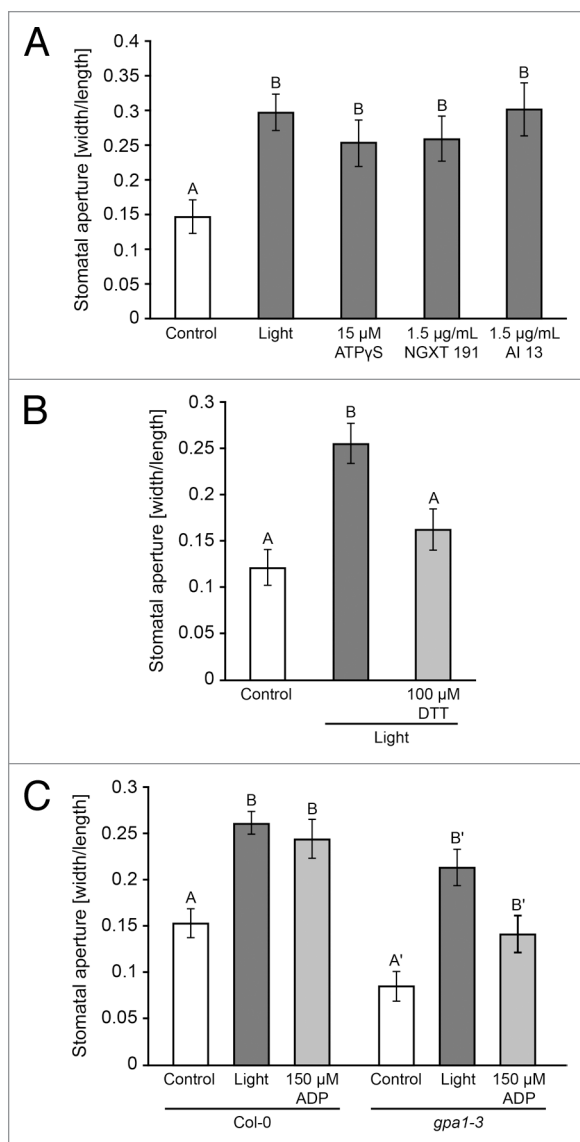 A
Stomatal aperture [width/length]
0.4
0.35
0.3
0.25
0.2
0.15
0.1
0.05
0
A
B
B
B
B
Control
Light
15 µM
ATPγS
1.5 µg/mL
NGXT 191
1.5 µg/mL
AI 13
B
Stomatal aperture [width/length]
0.3
0.25
0.2
0.15
0.1
0.05
0
A
B
A
Control
100 µM
DTT
Light
C
Stomatal aperture [width/length]
0.3
0.25
0.2
0.15
0.1
0.05
0
A
B
B
A'
B'
B'
Control
Light
150 µM
ADP
Control
Light
150 µM
ADP
Col-0
gpa1-3